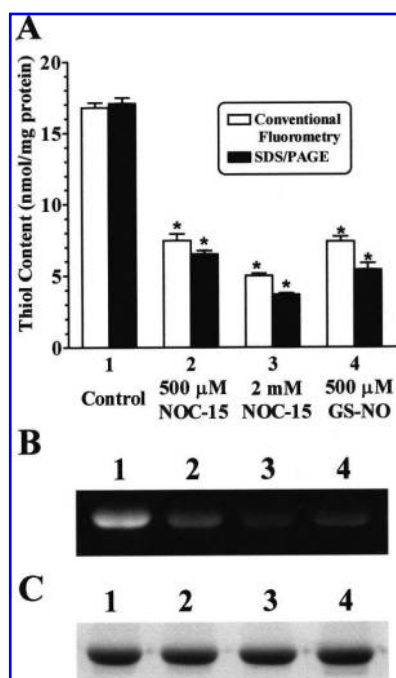 A
Thiol Content (nmol/mg protein)
20
15
10
5
0
Conventional
Fluorometry
SDS/PAGE
* * * * * *
1 2 3 4
Control 500 µM NOC-15 2 mM NOC-15 500 µM GS-NO
B
1 2 3 4
C
1 2 3 4